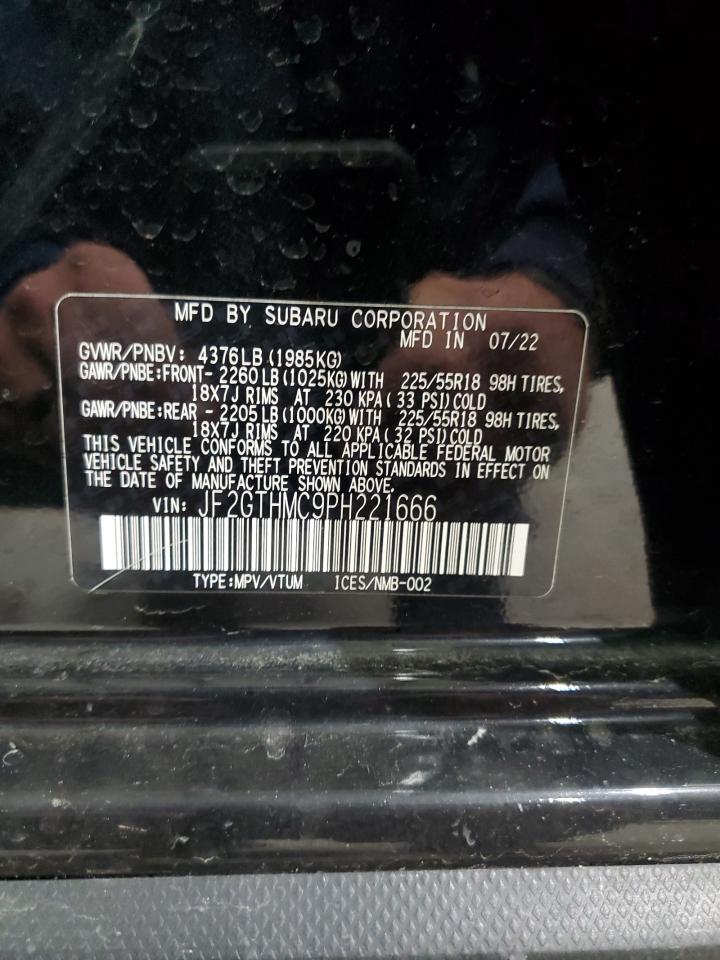 MFD BY SUBARU CORPORATION
MFD IN 07/22
GVWR/PNBV: 4376LB(1985KG)
GAWR/PNBE:FRONT- 2260LB(1025KG)WITH 225/55R18 98H TIRES,
18X7J RIMS AT 230 KPA( 33 PSI)COLD
GAWR/PNBE:REAR - 2205LB(1000KG)WITH 225/55R18 98H TIRES,
18X7J RIMS AT 220 KPA( 32 PSI)COLD
THIS VEHICLE CONFORMS TO ALL APPLICABLE FEDERAL MOTOR
VEHICLE SAFETY AND THEFT PREVENTION STANDARDS IN EFFECT ON
THE DATE OF MANUFACTURE SHOWN ABOVE.
VIN: JF2GTHMC9PH221666
TYPE:MPV/VTUM ICES/NMB-002